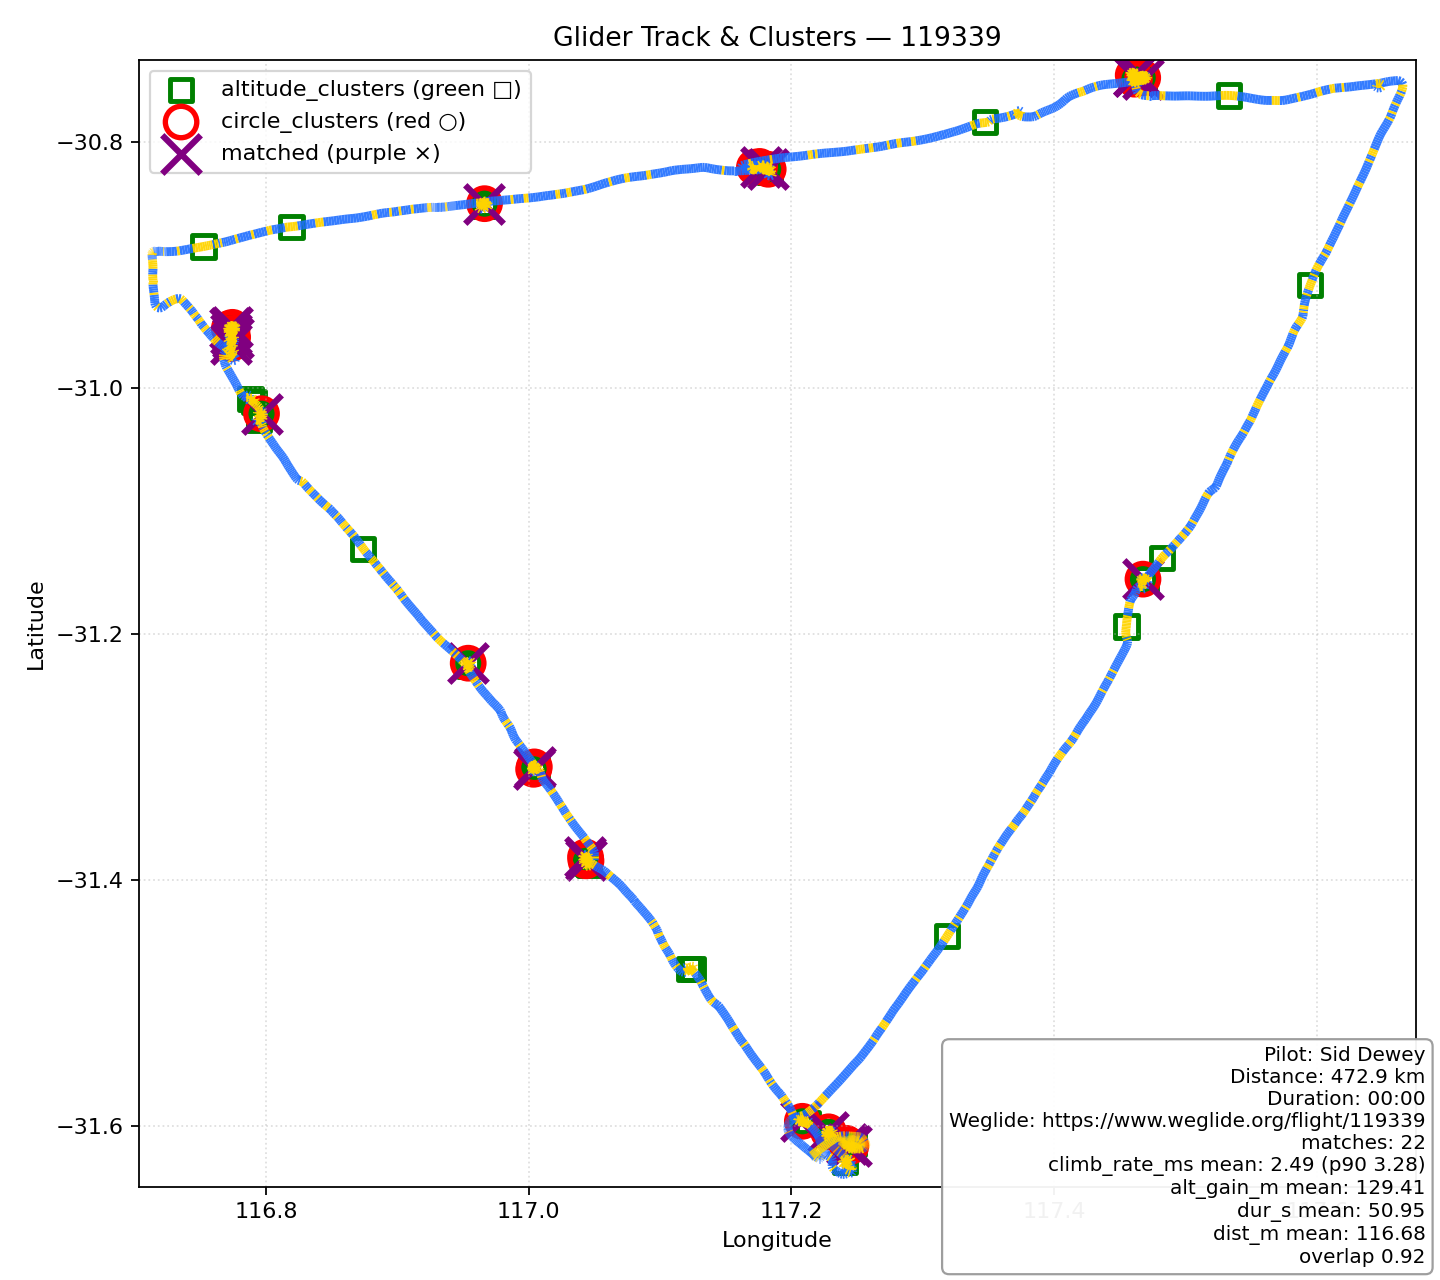 Glider Track & Clusters — 119339
altitude_clusters (green □)
circle_clusters (red ○)
matched (purple ×)
Latitude
−30.8
−31.0
−31.2
−31.4
−31.6
116.8
117.0
117.2
117.4
Longitude
Pilot: Sid Dewey
Distance: 472.9 km
Duration: 00:00
Weglide: https://www.weglide.org/flight/119339
matches: 22
climb_rate_ms mean: 2.49 (p90 3.28)
alt_gain_m mean: 129.41
dur_s mean: 50.95
dist_m mean: 116.68
overlap 0.92